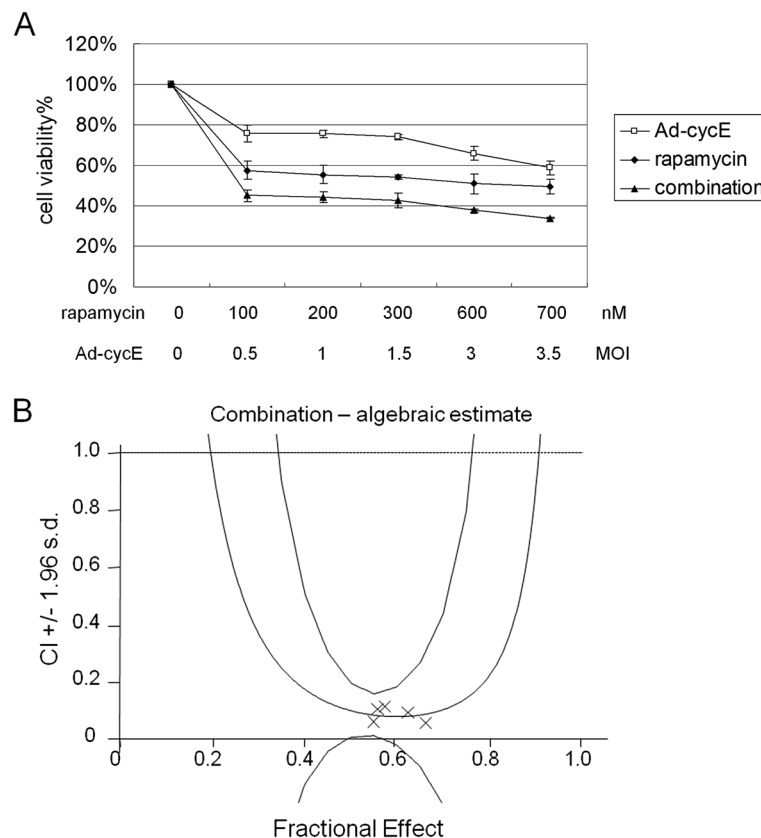 A
120%
100%
80%
60%
40%
20%
0%
cell viability%
Ad-cycE
rapamycin
combination
rapamycin 0 100 200 300 600 700 nM
Ad-cycE 0 0.5 1 1.5 3 3.5 MOI
B
Combination – algebraic estimate
1.0
0.8
0.6
0.4
0.2
0
CI +/- 1.96 s.d.
0 0.2 0.4 0.6 0.8 1.0
Fractional Effect